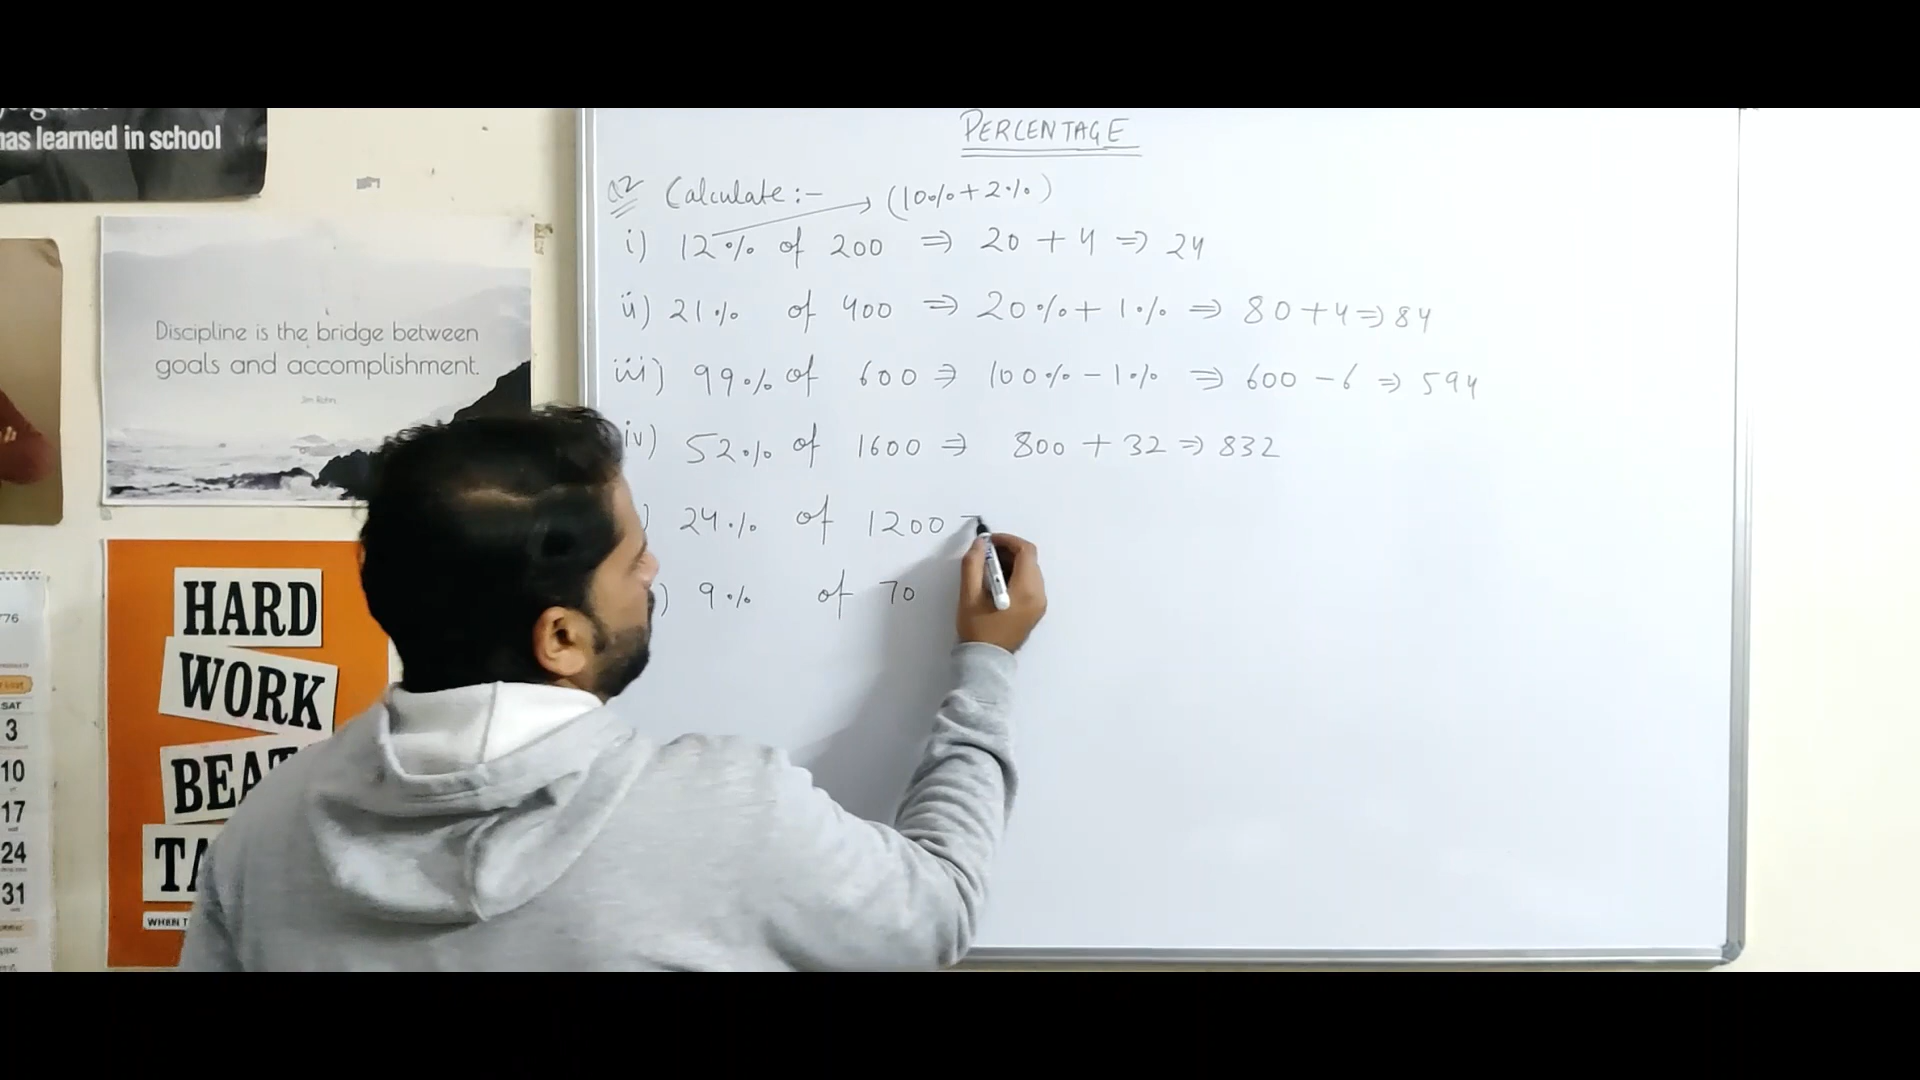 has learned in school
Discipline is the bridge between
goals and accomplishment.
Jim Rohn
HARD
WORK
BEAT
TA
WHEN T
776
SAT
3
10
17
24
31
PERCENTAGE
Q2 Calculate :- → (10% + 2%)
i) 12% of 200 ⇒ 20 + 4 ⇒ 24
ii) 21% of 400 ⇒ 20% + 1% ⇒ 80 + 4 ⇒ 84
iii) 99% of 600 ⇒ 100% - 1% ⇒ 600 - 6 ⇒ 594
iv) 52% of 1600 ⇒ 800 + 32 ⇒ 832
) 24% of 1200
) 9% of 70